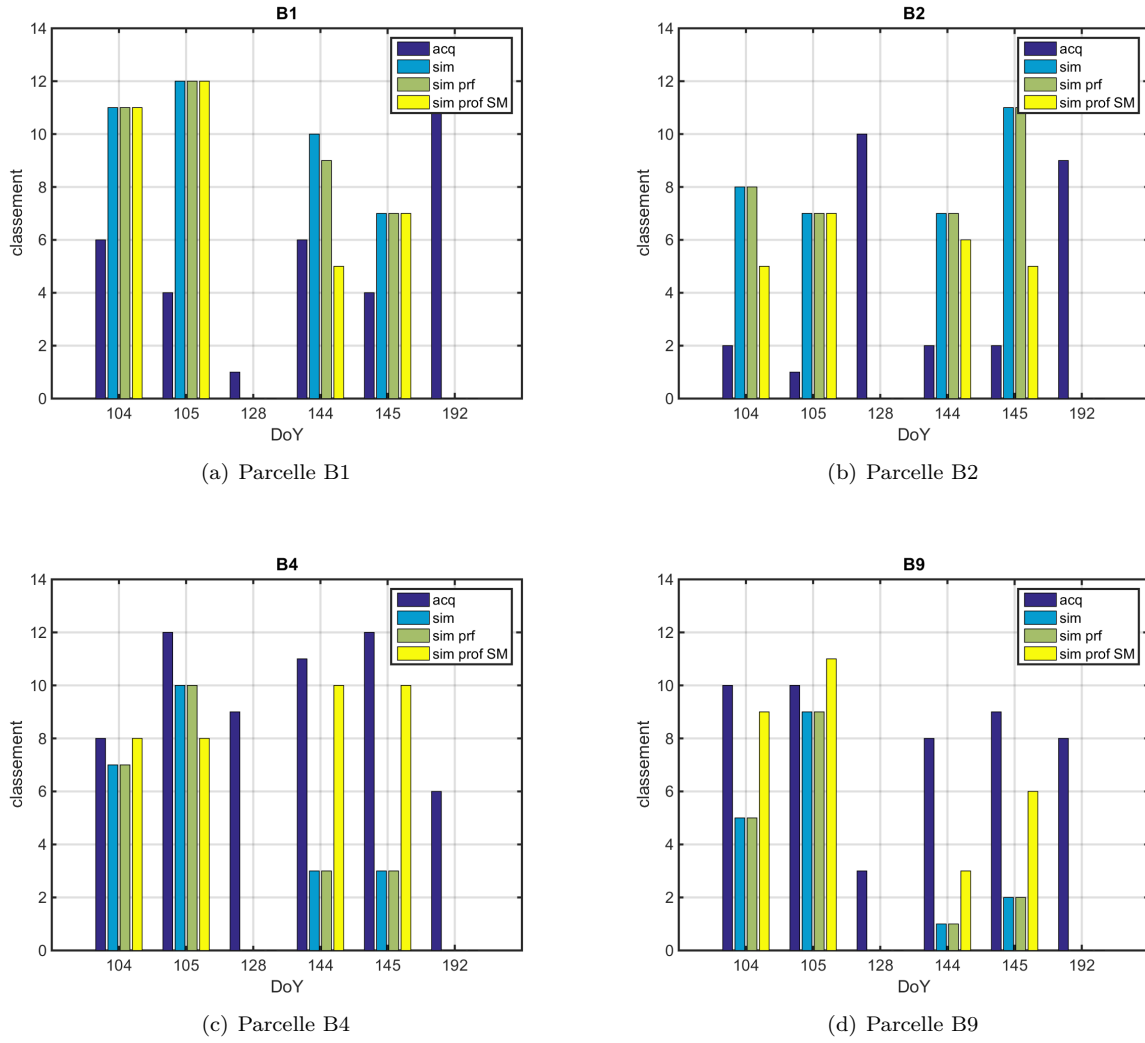 B1
14
12
10
8
6
4
2
0
classement
acq
sim
sim prf
sim prof SM
104 105 128 144 145 192
DoY
(a) Parcelle B1
B2
14
12
10
8
6
4
2
0
classement
acq
sim
sim prf
sim prof SM
104 105 128 144 145 192
DoY
(b) Parcelle B2
B4
14
12
10
8
6
4
2
0
classement
acq
sim
sim prf
sim prof SM
104 105 128 144 145 192
DoY
(c) Parcelle B4
B9
14
12
10
8
6
4
2
0
classement
acq
sim
sim prf
sim prof SM
104 105 128 144 145 192
DoY
(d) Parcelle B9